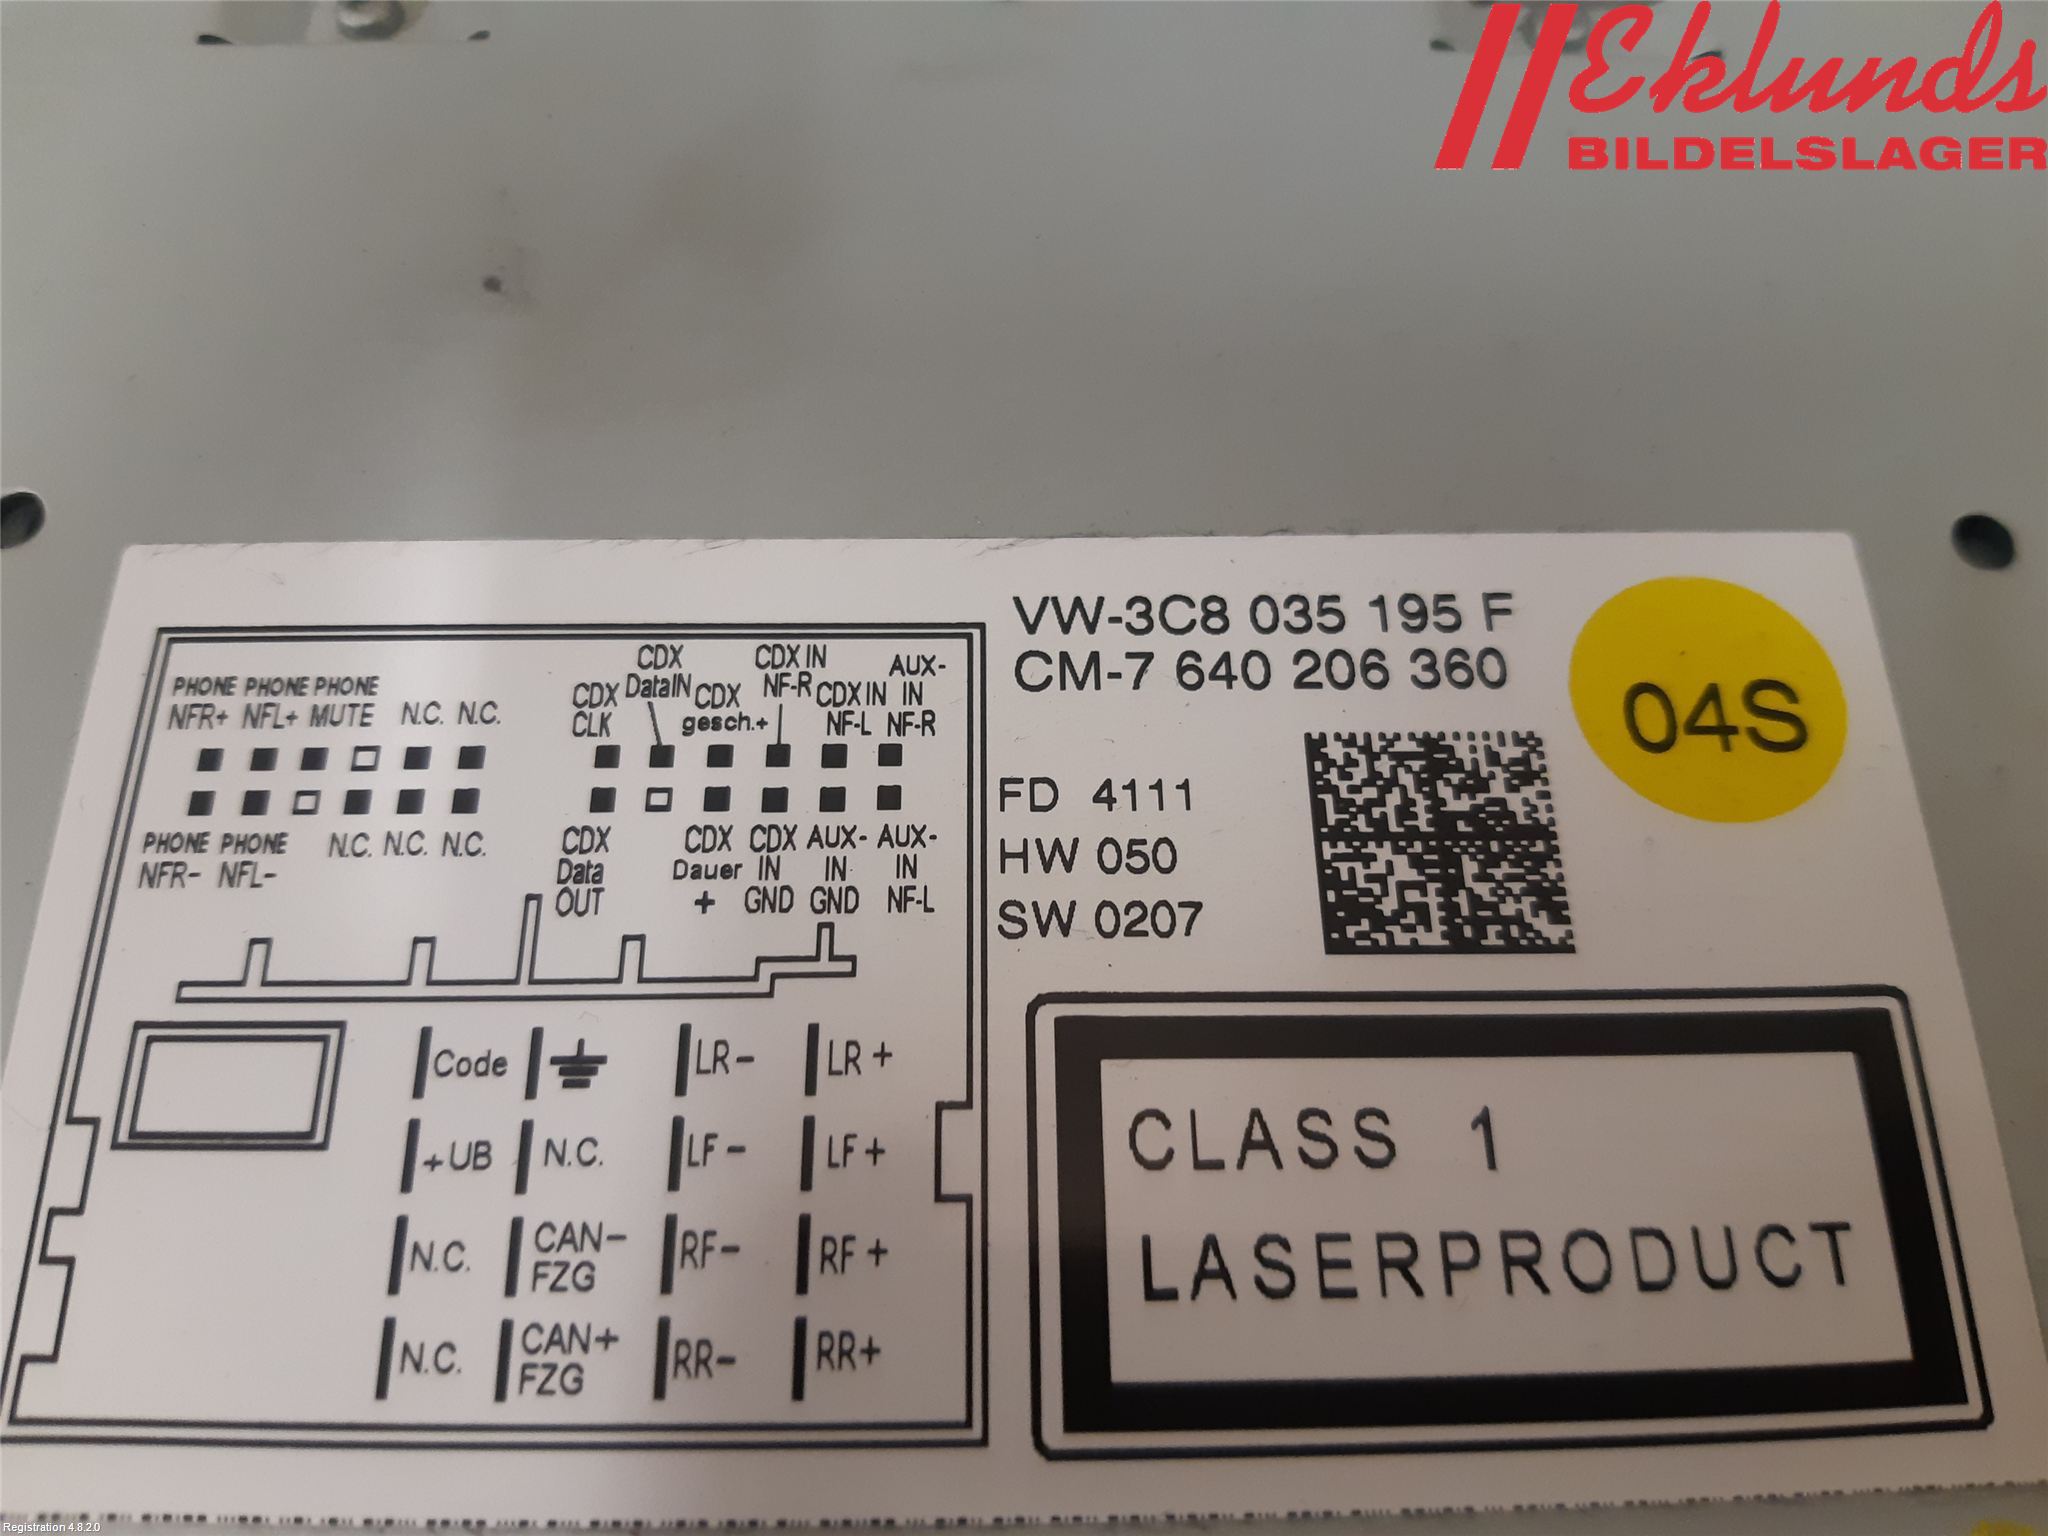 Eklunds
BILDELSLAGER
VW-3C8 035 195 F
CM-7 640 206 360
04S
FD 4111
HW 050
SW 0207
CLASS 1
LASERPRODUCT
PHONE PHONE PHONE
NFR+ NFL+ MUTE N.C. N.C.
PHONE PHONE N.C. N.C. N.C.
NFR- NFL-
CDX CDX IN AUX-
CDX DataIN CDX NF-R CDX IN IN
CLK gesch.+ NF-L NF-R
CDX CDX CDX AUX- AUX-
Data Dauer IN IN IN
OUT + GND GND NF-L
Code LR- LR+
+UB N.C. LF- LF+
N.C. CAN- FZG RF- RF+
N.C. CAN+ FZG RR- RR+
Registration 4.8.2.0